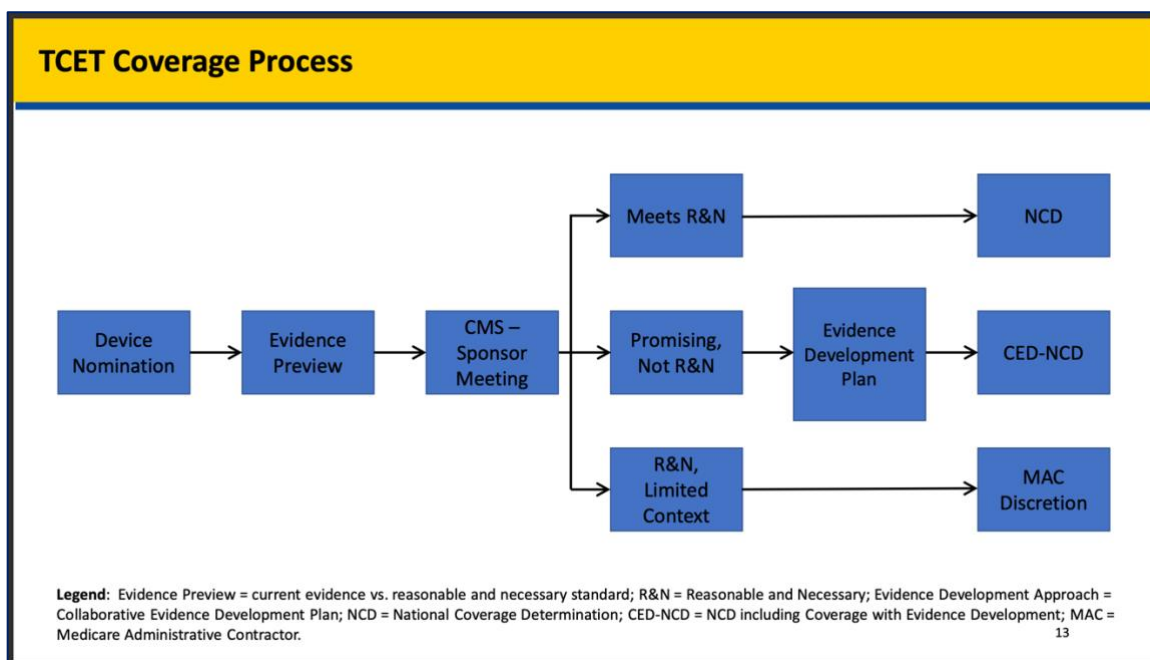 TCET Coverage Process
Meets R&N
NCD
Device
Nomination
Evidence
Preview
CMS –
Sponsor
Meeting
Promising,
Not R&N
Evidence
Development
Plan
CED-NCD
R&N,
Limited
Context
MAC
Discretion
Legend: Evidence Preview = current evidence vs. reasonable and necessary standard; R&N = Reasonable and Necessary; Evidence Development Approach =
Collaborative Evidence Development Plan; NCD = National Coverage Determination; CED-NCD = NCD including Coverage with Evidence Development; MAC =
Medicare Administrative Contractor.
13